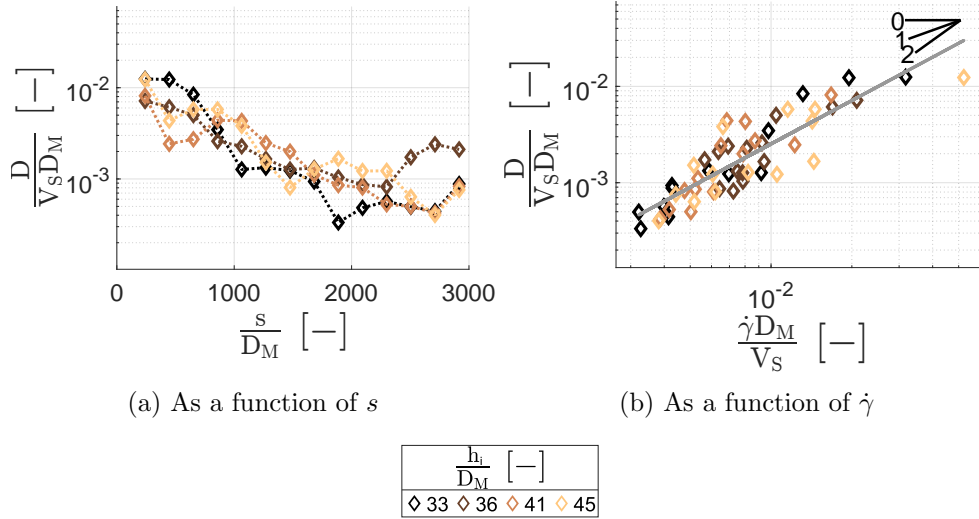 D
V_S D_M [—]
10^-2
10^-3
0 1000 2000 3000
s
D_M [—]
(a) As a function of s
D
V_S D_M [—]
10^-2
10^-3
0
1
2
10^-2
γ̇D_M
V_S [—]
(b) As a function of γ̇
h_i
D_M [—]
33 36 41 45